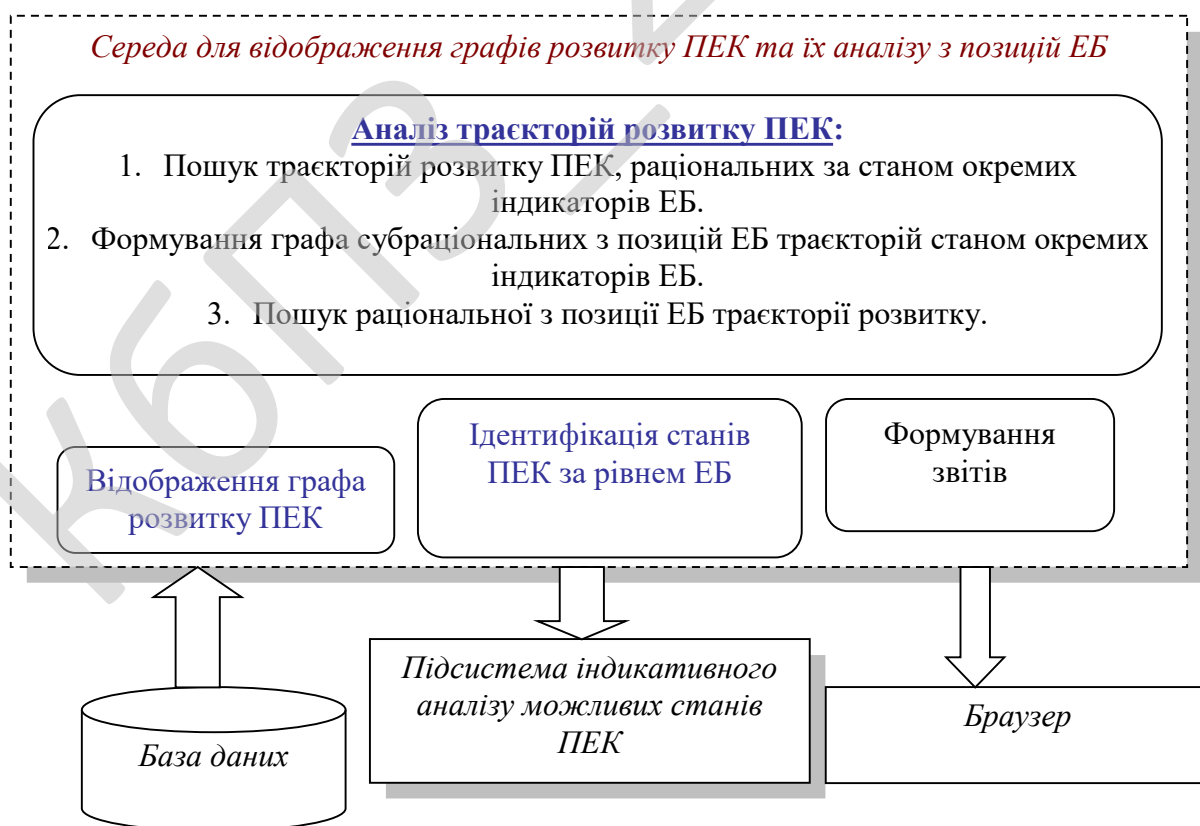 Середа для відображення графів розвитку ПЕК та їх аналізу з позицій ЕБ
Аналіз траєкторій розвитку ПЕК:
1. Пошук траєкторій розвитку ПЕК, раціональних за станом окремих
індикаторів ЕБ.
2. Формування графа субраціональних з позицій ЕБ траєкторій станом окремих
індикаторів ЕБ.
3. Пошук раціональної з позиції ЕБ траєкторії розвитку.
Відображення графа
розвитку ПЕК
Ідентифікація станів
ПЕК за рівнем ЕБ
Формування
звітів
База даних
Підсистема індикативного
аналізу можливих станів
ПЕК
Браузер